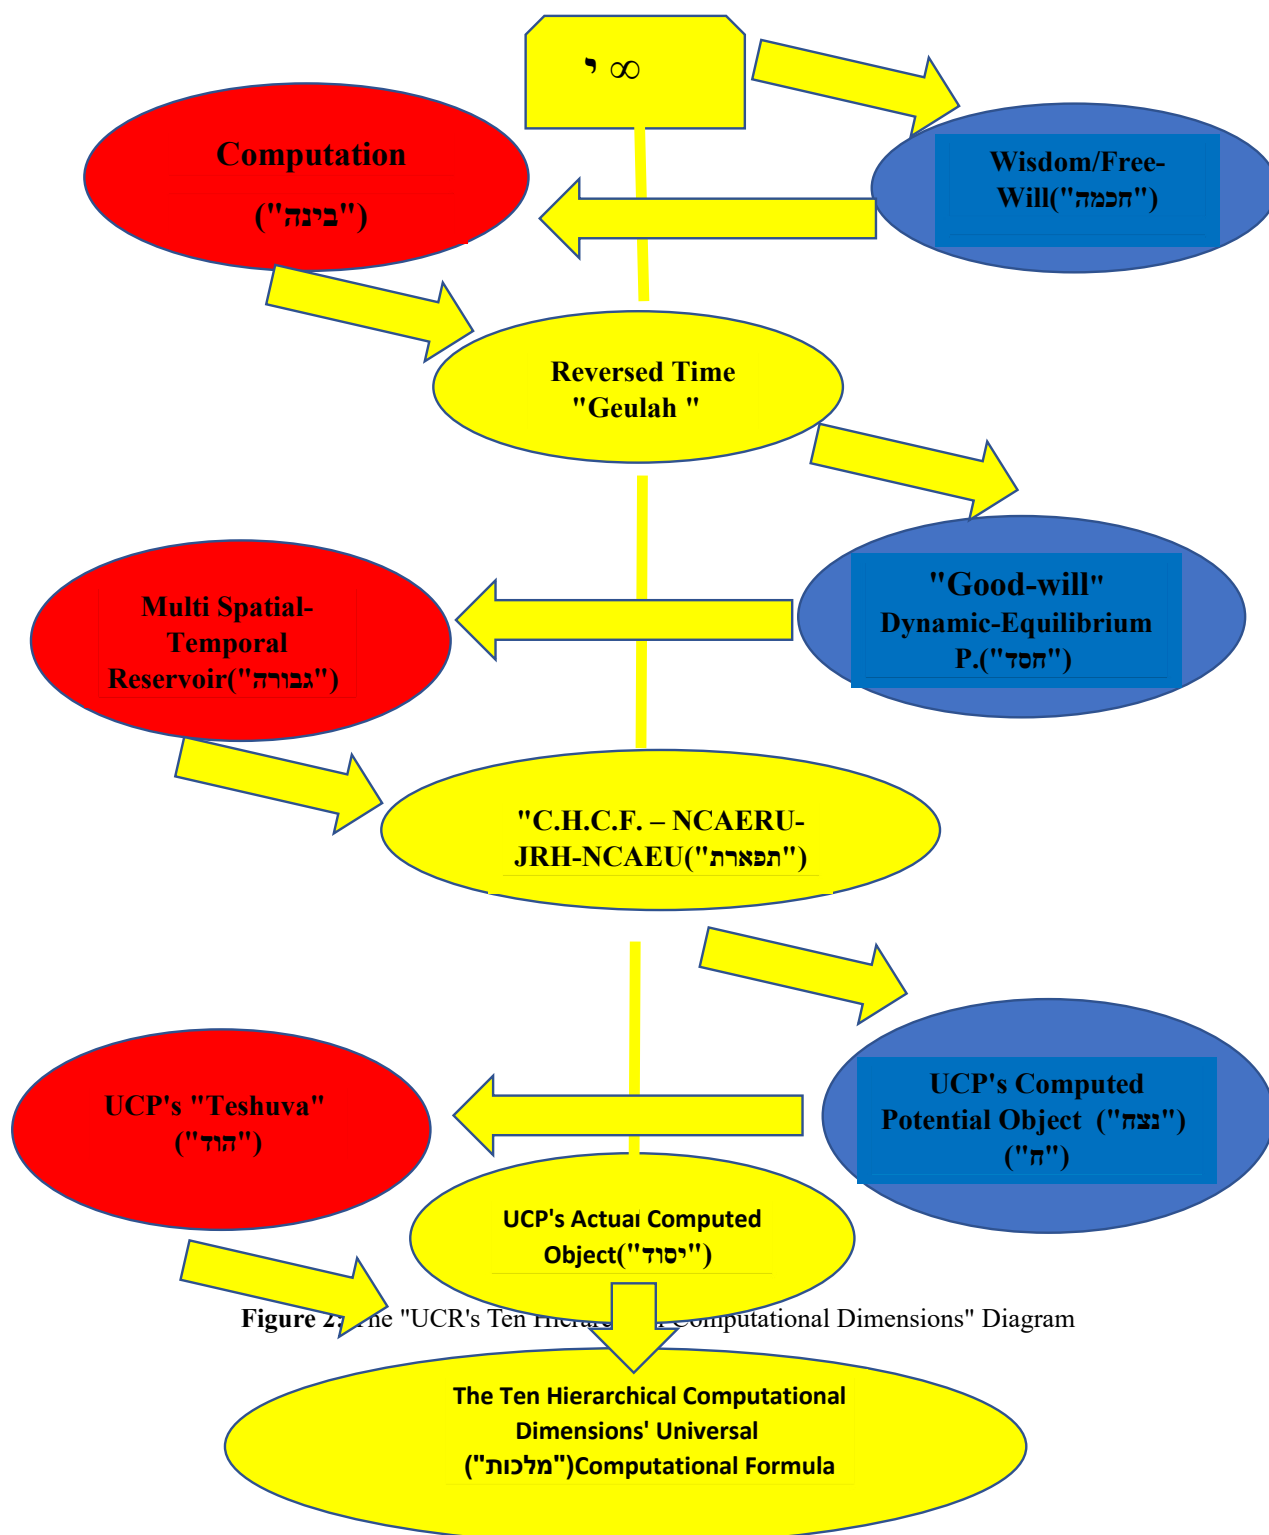 י ∞
Computation
("בינה")
Wisdom/Free-
Will("חכמה")
Reversed Time
"Geulah "
Multi Spatial-
Temporal
Reservoir("גבורה")
"Good-will"
Dynamic-Equilibrium
P.("חסד")
"C.H.C.F. – NCAERU-
JRH-NCAEU("תפארת")
UCP's "Teshuva"
("הוד")
UCP's Computed
Potential Object ("נצח")
("ח")
UCP's Actual Computed
Object("יסוד")
Figure 2. "UCR's Ten Computational Dimensions" Diagram
The Ten Hierarchical Computational
Dimensions' Universal
("מלכות")Computational Formula